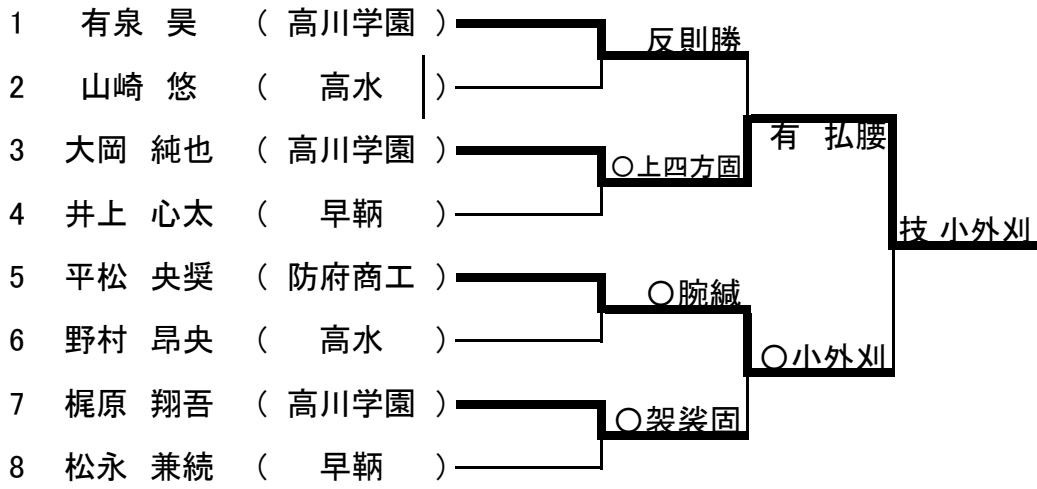 1 有泉 昊 ( 高川学園 )
反則勝
2 山崎 悠 ( 高水 )
有 払腰
3 大岡 純也 ( 高川学園 )
○上四方固
4 井上 心太 ( 早鞆 )
技 小外刈
5 平松 央奨 ( 防府商工 )
○腕緘
6 野村 昂央 ( 高水 )
○小外刈
7 梶原 翔吾 ( 高川学園 )
○袈裟固
8 松永 兼続 ( 早鞆 )